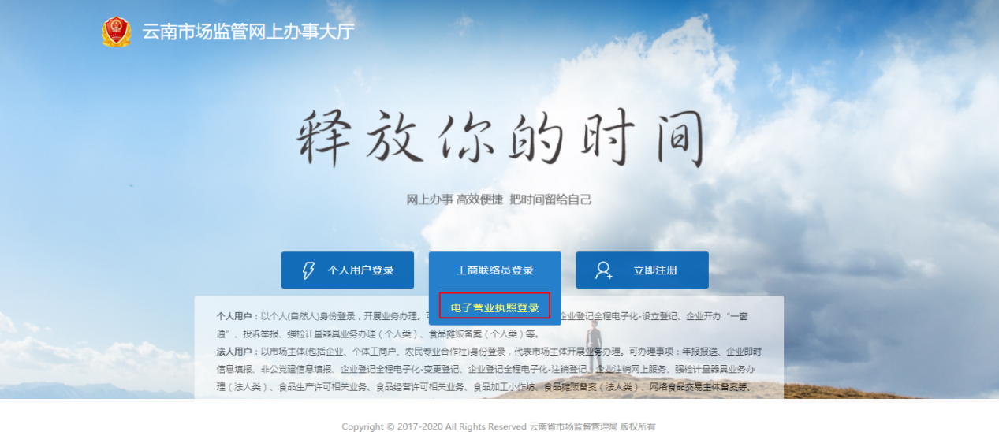 云南市场监管网上办事大厅
释放你的时间
网上办事 高效便捷 把时间留给自己
个人用户登录
工商联络员登录
立即注册
电子营业执照登录
个人用户：以个人(自然人)身份登录，开展业务办理。可 企业登记全程电子化-设立登记、企业开办“一窗
通”、投诉举报、强检计量器具业务办理（个人类）、食品摊贩备案（个人类）等。
法人用户：以市场主体(包括企业、个体工商户、农民专业合作社)身份登录，代表市场主体开展业务办理。可办理事项：年报报送、企业即时
信息填报、非公党建信息填报、企业登记全程电子化-变更登记、企业登记全程电子化-注销登记、企业注销网上服务、强检计量器具业务办
理（法人类）、食品生产许可相关业务、食品经营许可相关业务、食品加工小作坊、食品摊贩备案（法人类）、网络食品交易主体备案等。
Copyright © 2017-2020 All Rights Reserved 云南省市场监督管理局 版权所有